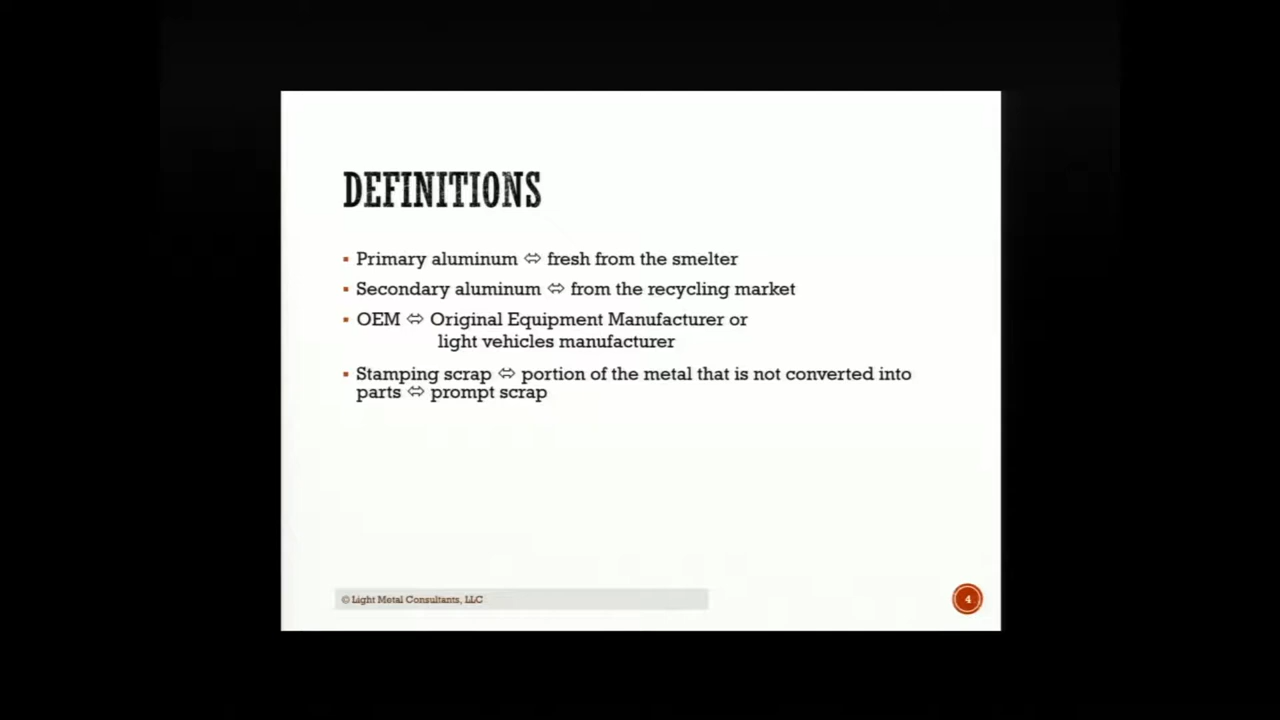 DEFINITIONS
▪ Primary aluminum ⇔ fresh from the smelter
▪ Secondary aluminum ⇔ from the recycling market
▪ OEM ⇔ Original Equipment Manufacturer or
light vehicles manufacturer
▪ Stamping scrap ⇔ portion of the metal that is not converted into
parts ⇔ prompt scrap
© Light Metal Consultants, LLC
4